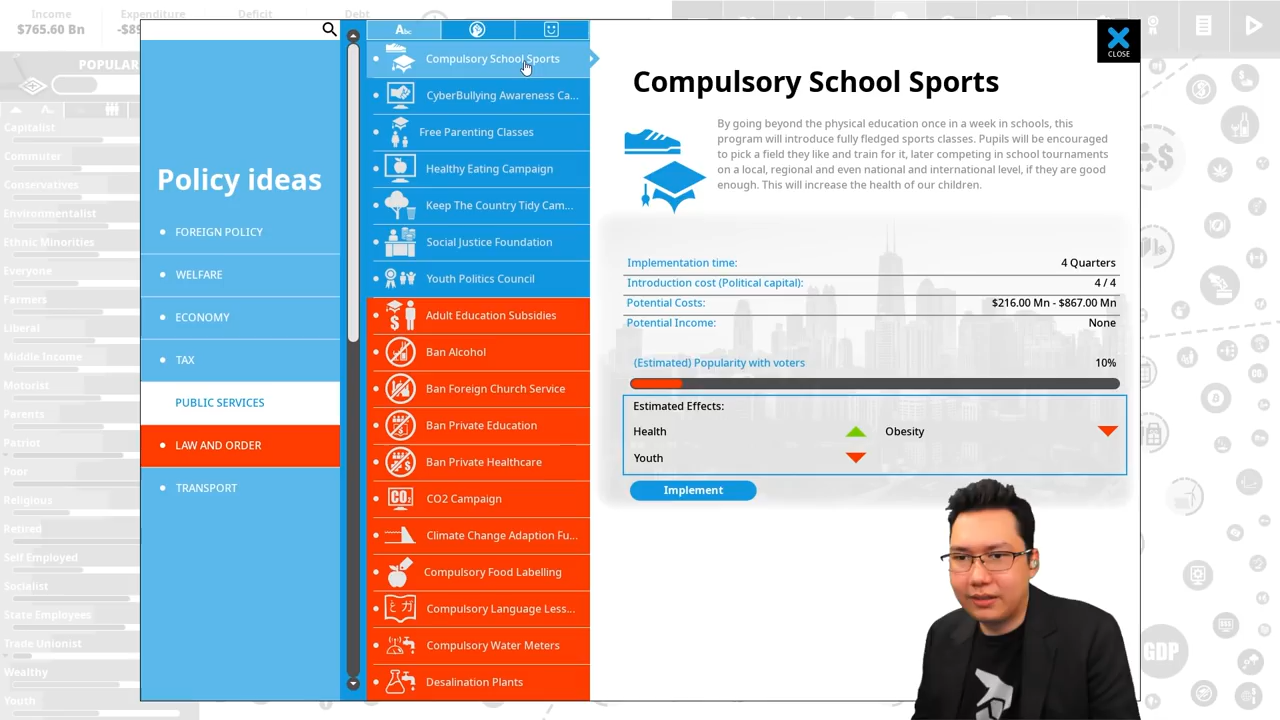 Income
Expenditure
Deficit
Debt
$765.60 Bn
-$89
POPULAR
Capitalist
Commuter
Conservatives
Environmentalist
Ethnic Minorities
Everyone
Farmers
Liberal
Middle Income
Motorist
Parents
Patriot
Poor
Religious
Retired
Self Employed
Socialist
State Employees
Trade Unionist
Wealthy
Youth
Policy ideas
FOREIGN POLICY
WELFARE
ECONOMY
TAX
PUBLIC SERVICES
LAW AND ORDER
TRANSPORT
Abc
Compulsory School Sports
CyberBullying Awareness Ca...
Free Parenting Classes
Healthy Eating Campaign
Keep The Country Tidy Cam...
Social Justice Foundation
Youth Politics Council
Adult Education Subsidies
Ban Alcohol
Ban Foreign Church Service
Ban Private Education
Ban Private Healthcare
CO2 Campaign
Climate Change Adaption Fu...
Compulsory Food Labelling
Compulsory Language Less...
Compulsory Water Meters
Desalination Plants
CLOSE
Compulsory School Sports
By going beyond the physical education once in a week in schools, this
program will introduce fully fledged sports classes. Pupils will be encouraged
to pick a field they like and train for it, later competing in school tournaments
on a local, regional and even national and international level, if they are good
enough. This will increase the health of our children.
Implementation time: 4 Quarters
Introduction cost (Political capital): 4 / 4
Potential Costs: $216.00 Mn - $867.00 Mn
Potential Income: None
(Estimated) Popularity with voters 10%
Estimated Effects:
Health
Obesity
Youth
Implement
GDP